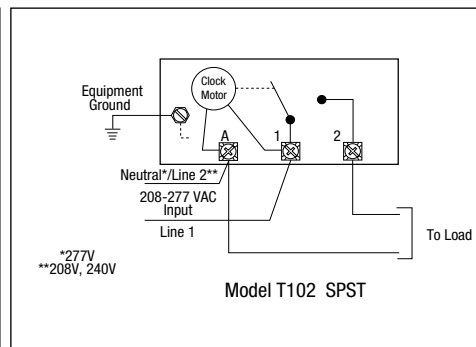 Clock
Motor
Equipment
Ground
A
1
2
Neutral*/Line 2**
208-277 VAC
Input
Line 1
To Load
*277V
**208V, 240V
Model T102 SPST